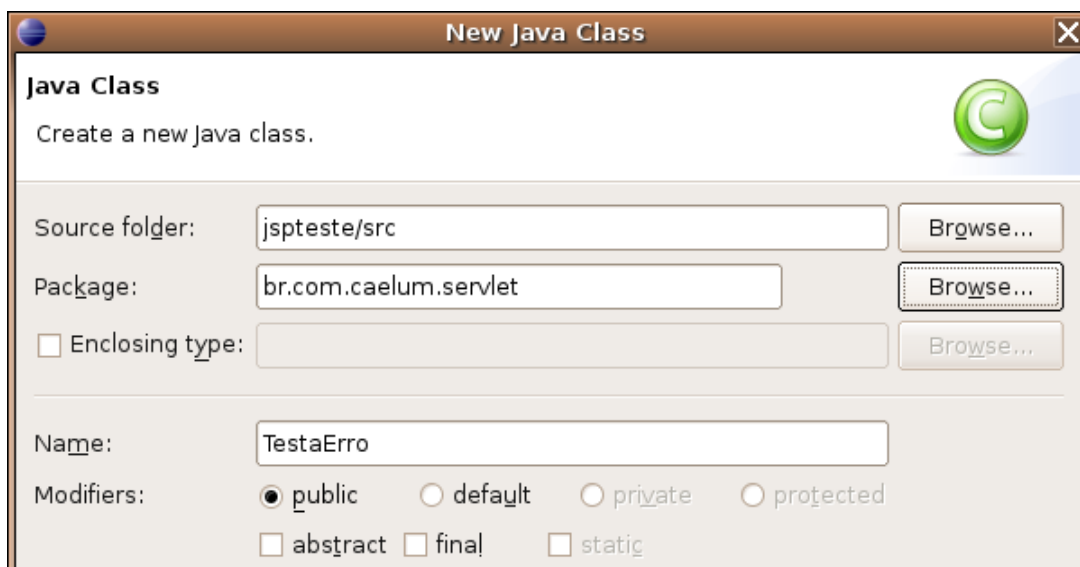 New Java Class
Java Class
Create a new Java class.
Source folder: jspteste/src Browse...
Package: br.com.caelum.servlet Browse...
Enclosing type: Browse...
Name: TestaErro
Modifiers: public default private protected
abstract final static